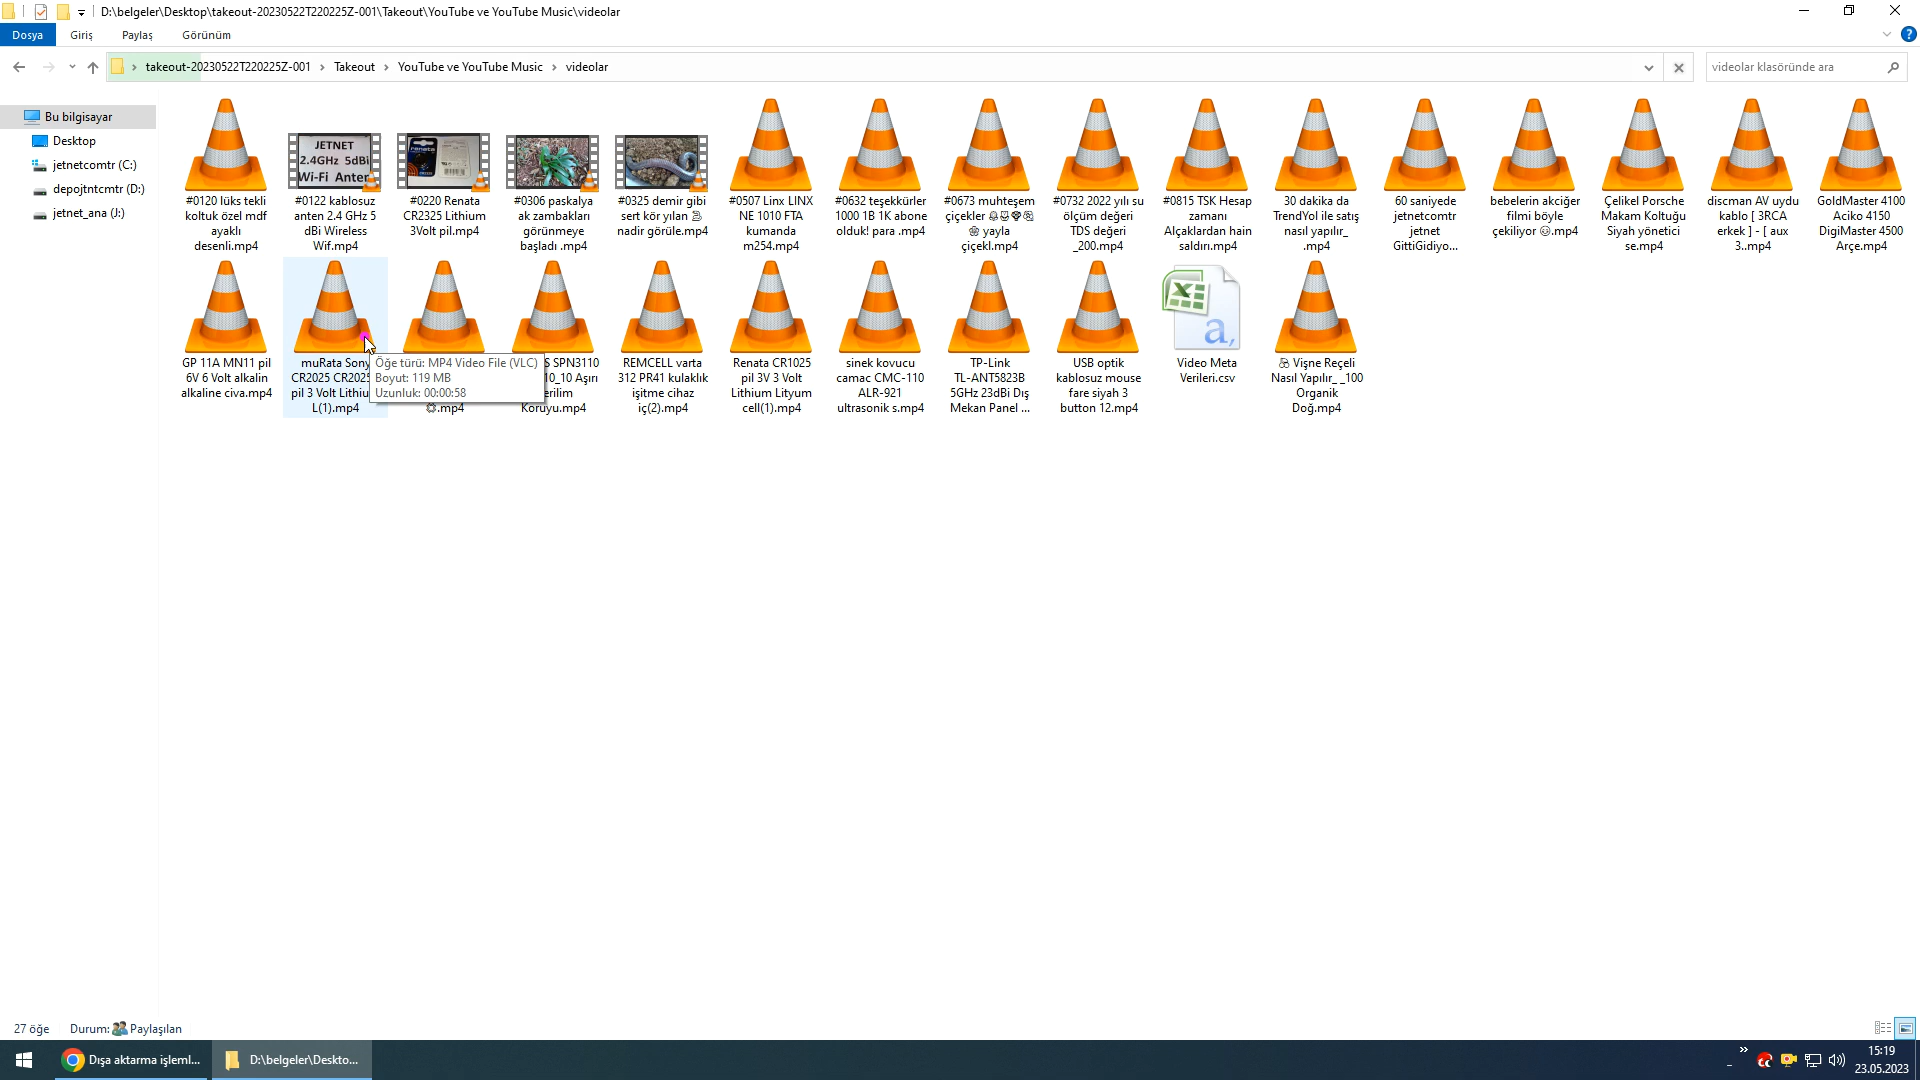 D:\belgeler\Desktop\takeout-20230522T220225Z-001\Takeout\YouTube ve YouTube Music\videolar
Dosya
Giriş
Paylaş
Görünüm
takeout-20230522T220225Z-001 > Takeout > YouTube ve YouTube Music > videolar
videolar klasöründe ara
Bu bilgisayar
Desktop
jetnetcomtr (C:)
depojtntcmtr (D:)
jetnet_ana (J:)
#0120 lüks tekli
koltuk özel mdf
ayaklı
desenli.mp4
JETNET
2.4GHz 5dBi
Wi-Fi Anten
#0122 kablosuz
anten 2.4 GHz 5
dBi Wireless
Wif.mp4
renata
#0220 Renata
CR2325 Lithium
3Volt pil.mp4
#0306 paskalya
ak zambakları
görünmeye
başladı .mp4
#0325 demir gibi
sert kör yılan
nadir görüle.mp4
#0507 Linx LINX
NE 1010 FTA
kumanda
m254.mp4
#0632 teşekkürler
1000 1B 1K abone
olduk! para .mp4
#0673 muhteşem
çiçekler
yayla
çiçekl.mp4
#0732 2022 yılı su
ölçüm değeri
TDS değeri
_200.mp4
#0815 TSK Hesap
zamanı
Alçaklardan hain
saldırı.mp4
30 dakika da
TrendYol ile satış
nasıl yapılır_
.mp4
60 saniyede
jetnetcomtr
jetnet
GittiGidiyo...
bebelerin akciğer
filmi böyle
çekiliyor 😃.mp4
Çelikel Porsche
Makam Koltuğu
Siyah yönetici
se.mp4
discman AV uydu
kablo [ 3RCA
erkek ] - [ aux
3..mp4
GoldMaster 4100
Aciko 4150
DigiMaster 4500
Arçe.mp4
GP 11A MN11 pil
6V 6 Volt alkalin
alkaline civa.mp4
muRata Sony
CR2025 CR2025
pil 3 Volt Lithiu
L(1).mp4
Öğe türü: MP4 Video File (VLC)
Boyut: 119 MB
Uzunluk: 00:00:58
.mp4
S SPN3110
10_10 Aşırı
erilim
Koruyu.mp4
REMCELL varta
312 PR41 kulaklık
işitme cihaz
iç(2).mp4
Renata CR1025
pil 3V 3 Volt
Lithium Lityum
cell(1).mp4
sinek kovucu
camac CMC-110
ALR-921
ultrasonik s.mp4
TP-Link
TL-ANT5823B
5GHz 23dBi Dış
Mekan Panel ...
USB optik
kablosuz mouse
fare siyah 3
button 12.mp4
Video Meta
Verileri.csv
Vişne Reçeli
Nasıl Yapılır_ _100
Organik
Doğ.mp4
27 öğe
Durum: Paylaşılan
Dışa aktarma işleml...
D:\belgeler\Deskto...
15:19
23.05.2023